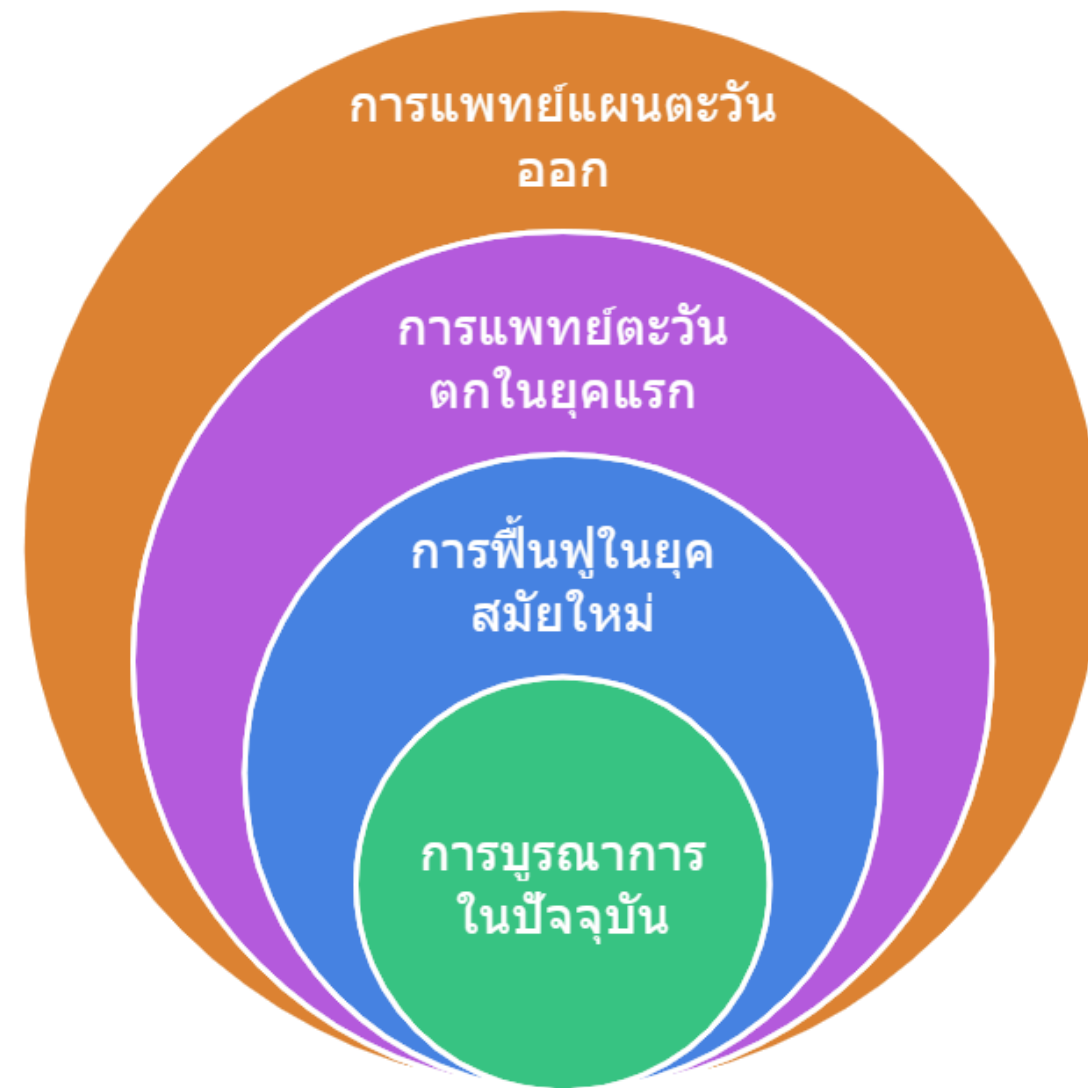 การแพทย์แผนตะวัน
ออก
การแพทย์ตะวัน
ตกในยุคแรก
การฟื้นฟูในยุค
สมัยใหม่
การบูรณาการ
ในปัจจุบัน